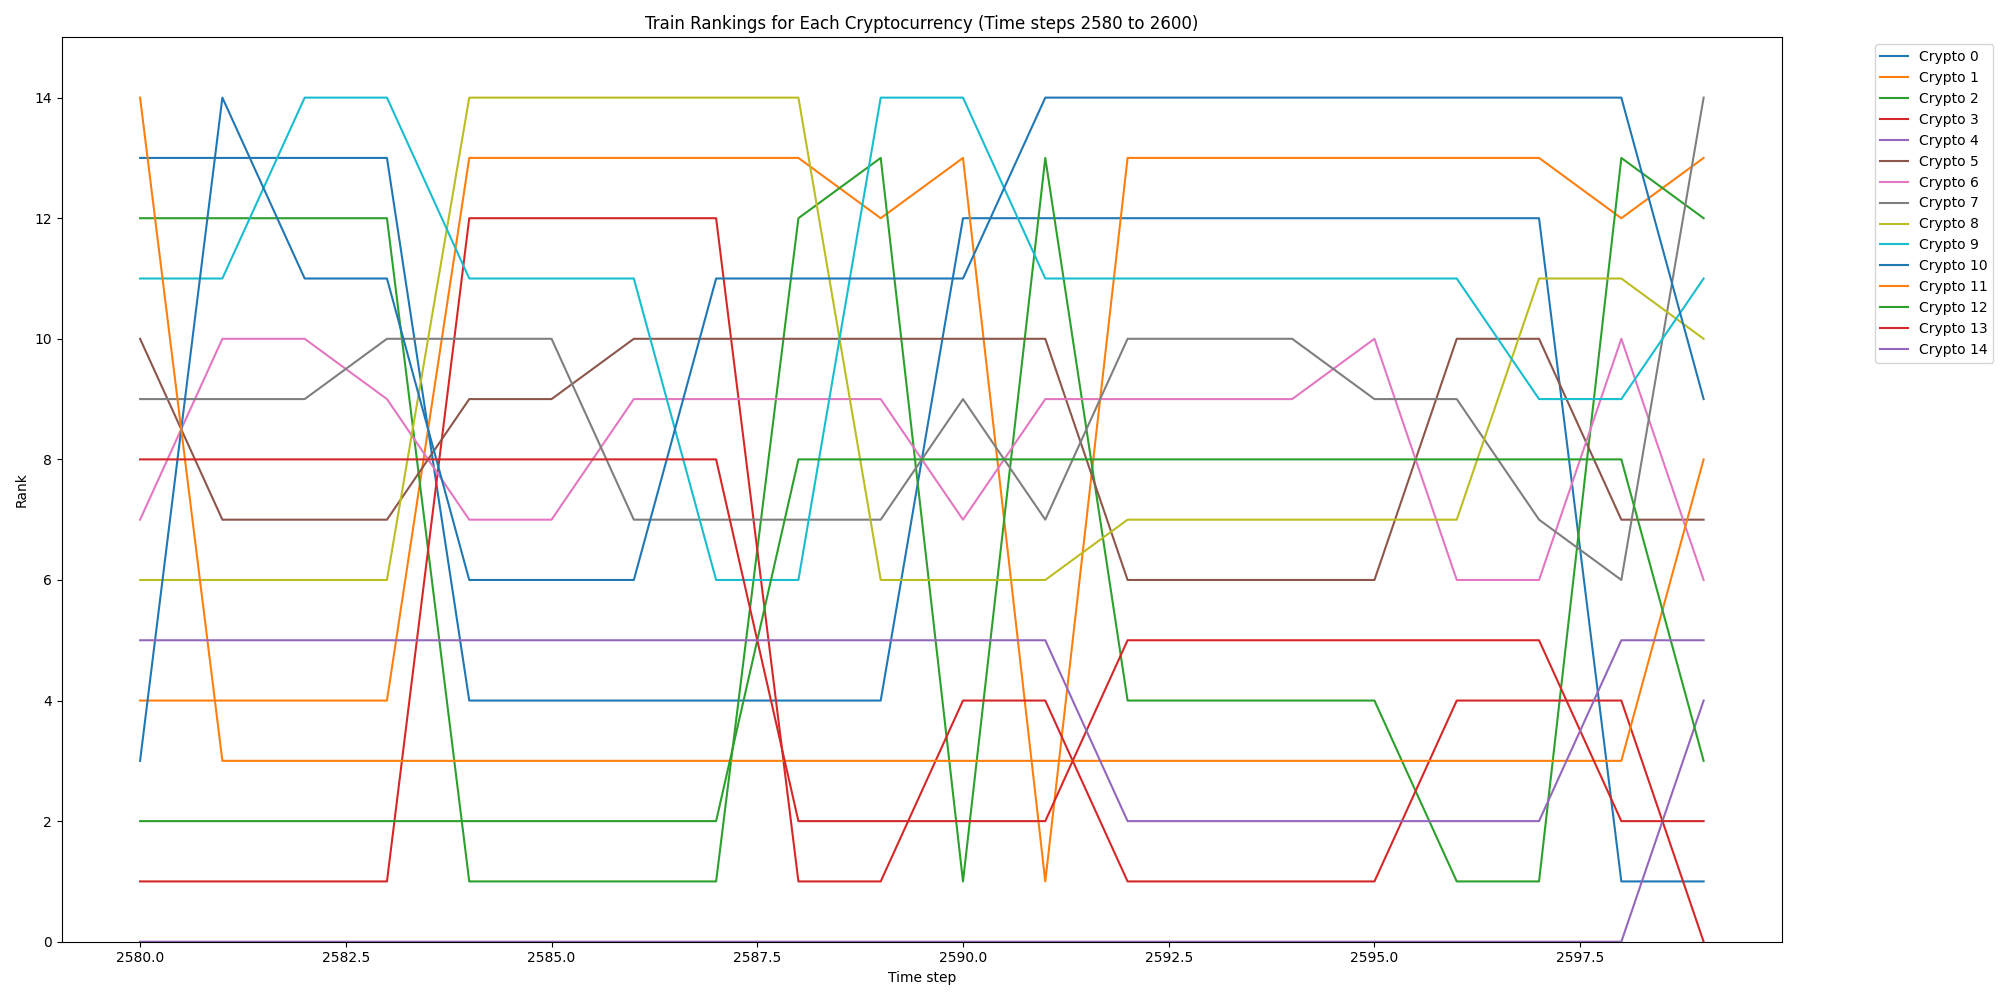 Train Rankings for Each Cryptocurrency (Time steps 2580 to 2600)
Rank
14
12
10
8
6
4
2
0
2580.0 2582.5 2585.0 2587.5 2590.0 2592.5 2595.0 2597.5
Time step
Crypto 0
Crypto 1
Crypto 2
Crypto 3
Crypto 4
Crypto 5
Crypto 6
Crypto 7
Crypto 8
Crypto 9
Crypto 10
Crypto 11
Crypto 12
Crypto 13
Crypto 14